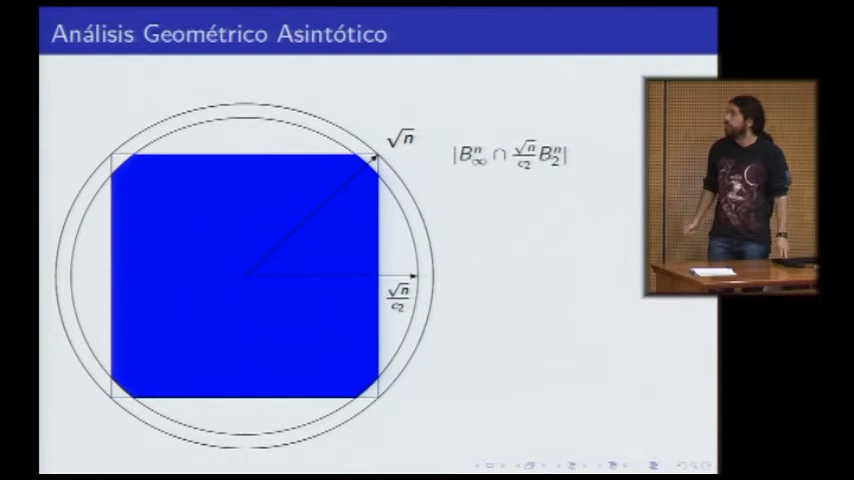 Análisis Geométrico Asintótico
√n
|B∞ⁿ ∩ √n/c₂ B₂ⁿ|
√n/c₂